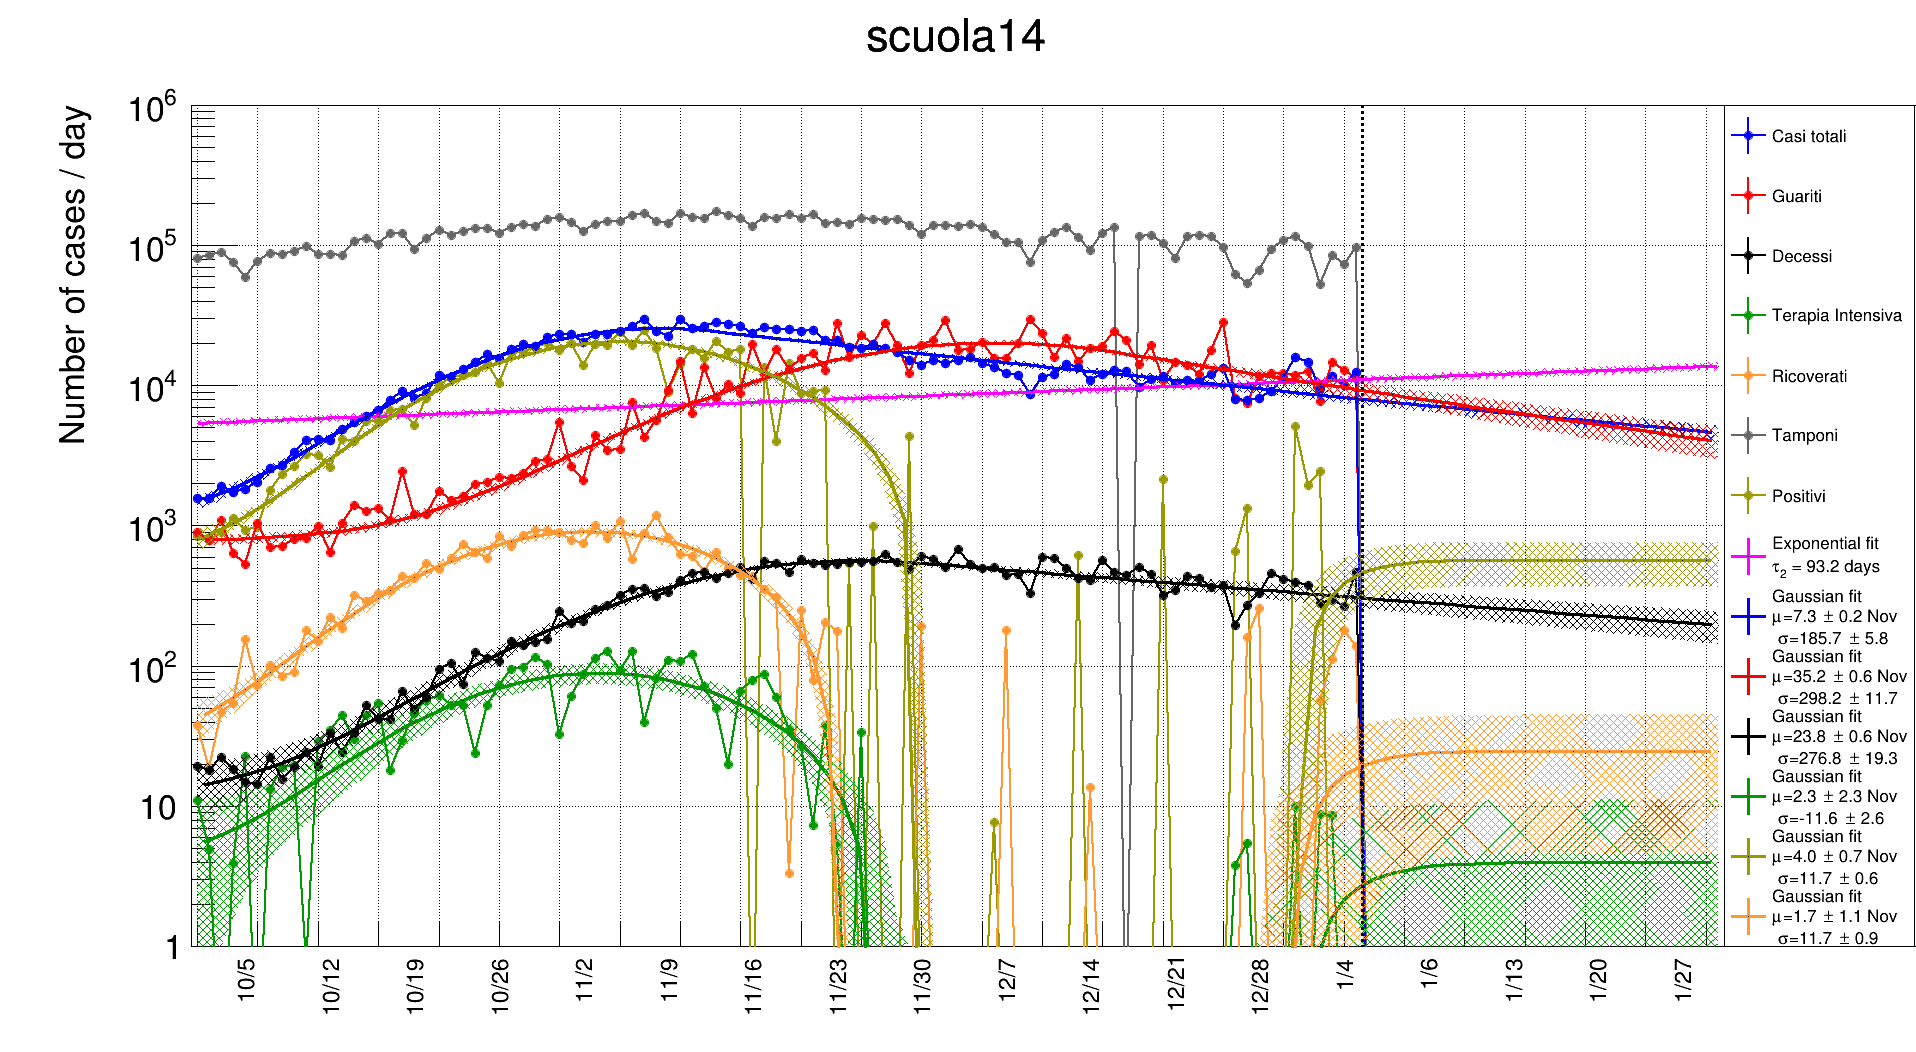 scuola14
Number of cases / day
10^6
10^5
10^4
10^3
10^2
10
1
10/5
10/12
10/19
10/26
11/2
11/9
11/16
11/23
11/30
12/7
12/14
12/21
12/28
1/4
1/6
1/13
1/20
1/27
Casi totali
Guariti
Decessi
Terapia Intensiva
Ricoverati
Tamponi
Positivi
Exponential fit
τ_2 = 93.2 days
Gaussian fit
μ=7.3 ± 0.2 Nov
σ=185.7 ± 5.8
Gaussian fit
μ=35.2 ± 0.6 Nov
σ=298.2 ± 11.7
Gaussian fit
μ=23.8 ± 0.6 Nov
σ=276.8 ± 19.3
Gaussian fit
μ=2.3 ± 2.3 Nov
σ=-11.6 ± 2.6
Gaussian fit
μ=4.0 ± 0.7 Nov
σ=11.7 ± 0.6
Gaussian fit
μ=1.7 ± 1.1 Nov
σ=11.7 ± 0.9